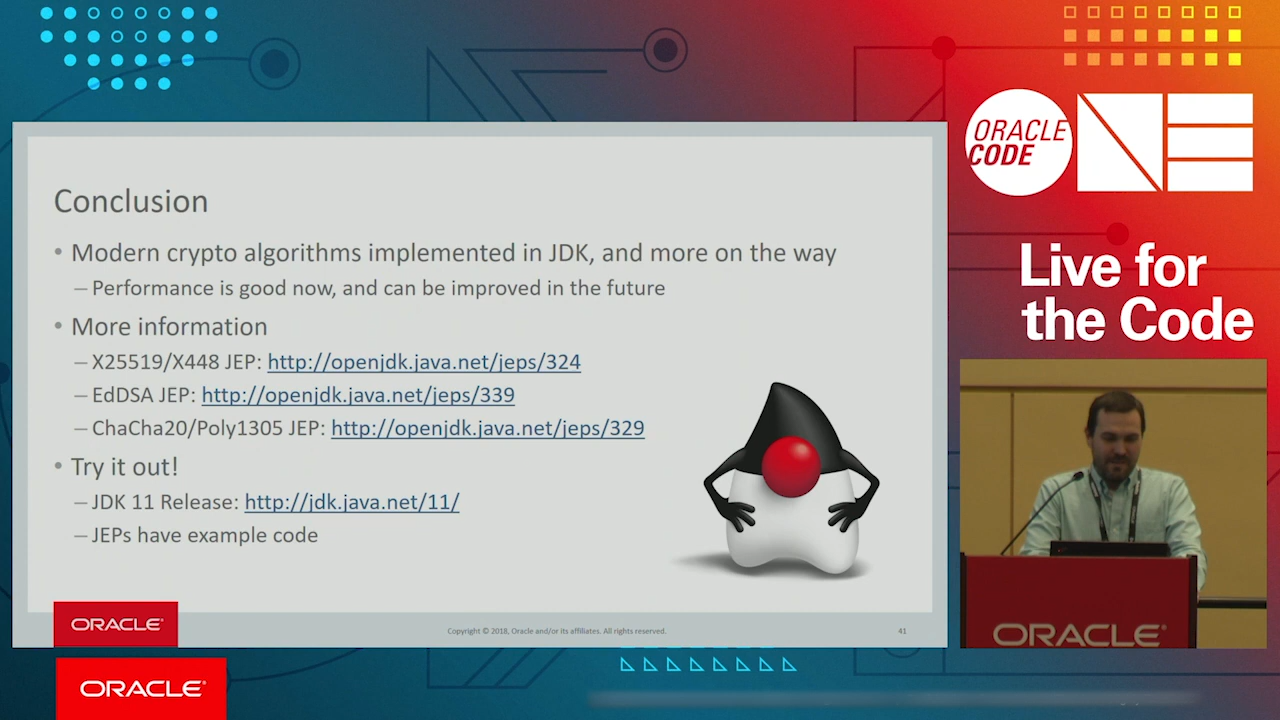 ORACLE
CODE
ONE
Live for
the Code
Conclusion
• Modern crypto algorithms implemented in JDK, and more on the way
– Performance is good now, and can be improved in the future
• More information
– X25519/X448 JEP: http://openjdk.java.net/jeps/324
– EdDSA JEP: http://openjdk.java.net/jeps/339
– ChaCha20/Poly1305 JEP: http://openjdk.java.net/jeps/329
• Try it out!
– JDK 11 Release: http://jdk.java.net/11/
– JEPs have example code
ORACLE®
Copyright © 2018, Oracle and/or its affiliates. All rights reserved.
41
ORACLE®
ORACLE®